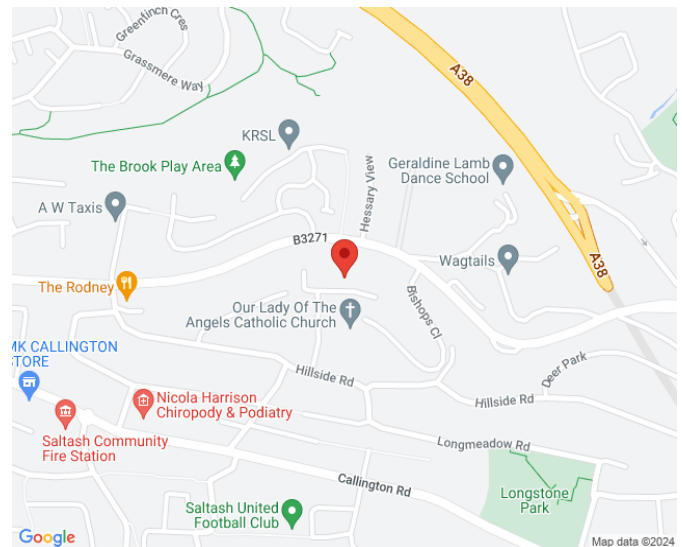 Greenfinch Cres
Grassmere Way
A38
KRSL
The Brook Play Area
Geraldine Lamb
Dance School
Hessary View
A W Taxis
B3271
A38
Wagtails
The Rodney
Our Lady Of The
Angels Catholic Church
Bishops Cl
MK CALLINGTON
STORE
Hillside Rd
Deer Park
Nicola Harrison
Chiropody & Podiatry
Hillside Rd
Saltash Community
Fire Station
Longmeadow Rd
Callington Rd
Longstone
Park
Saltash United
Football Club
Google
Map data ©2024